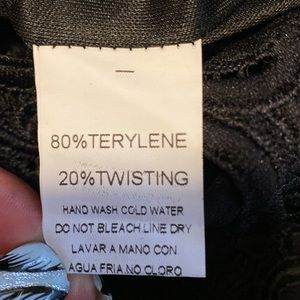 —
80%TERYLENE
20%TWISTING
HAND WASH COLD WATER
DO NOT BLEACH.LINE DRY
LAVAR A MANO CON
AGUA FRIA NO CLORO